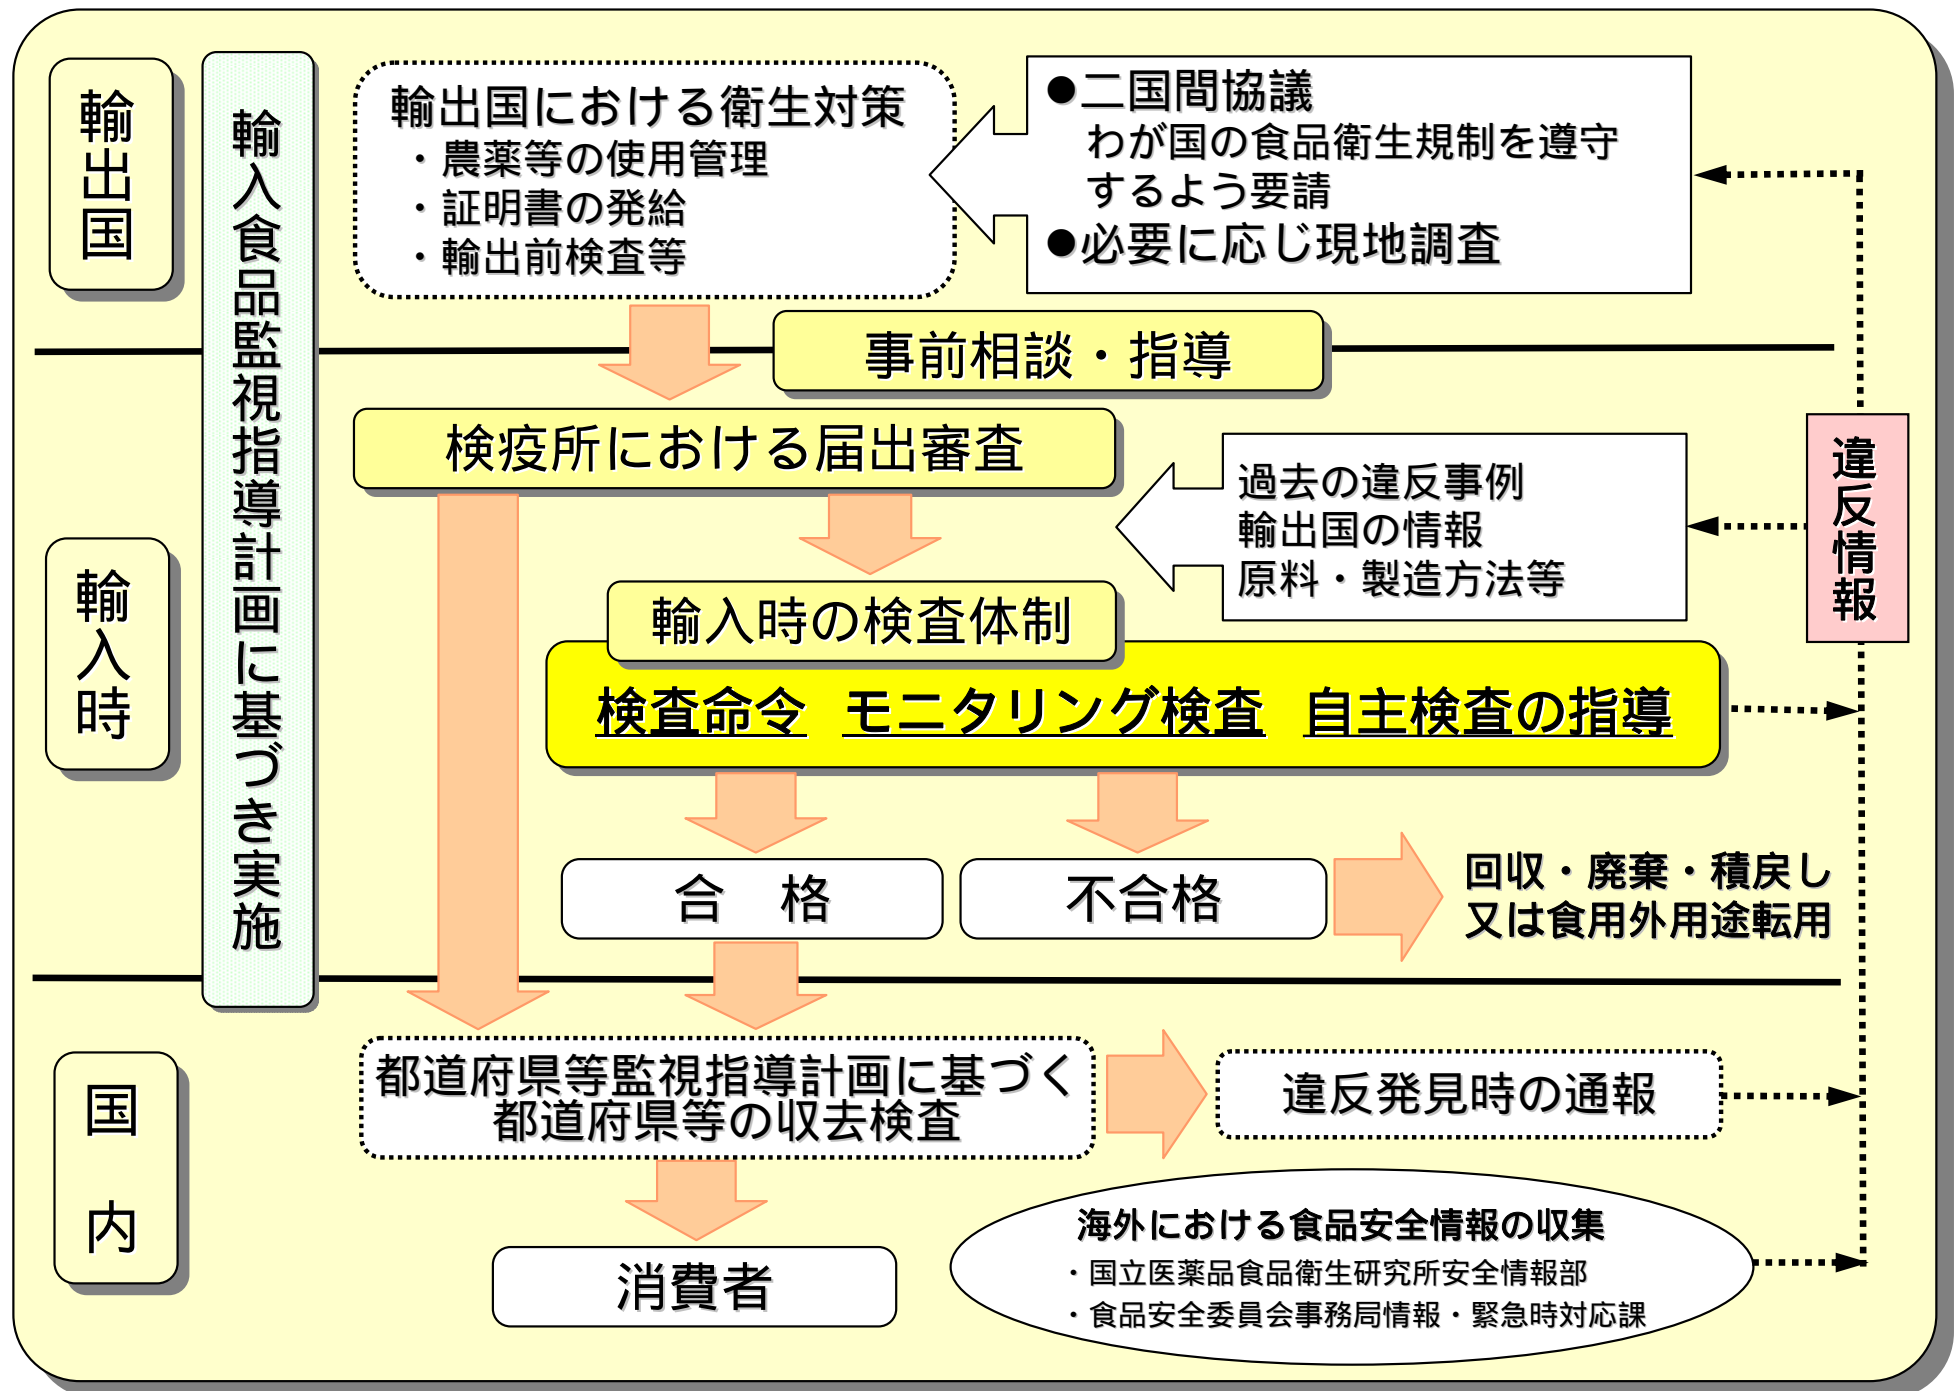 輸出国
輸入食品監視指導計画に基づき実施
輸出国における衛生対策
・農薬等の使用管理
・証明書の発給
・輸出前検査等
●二国間協議
わが国の食品衛生規制を遵守
するよう要請
●必要に応じ現地調査
事前相談・指導
検疫所における届出審査
過去の違反事例
輸出国の情報
原料・製造方法等
違反情報
輸入時
輸入時の検査体制
検査命令 モニタリング検査 自主検査の指導
合　格
不合格
回収・廃棄・積戻し
又は食用外用途転用
国　内
都道府県等監視指導計画に基づく
都道府県等の収去検査
違反発見時の通報
消費者
海外における食品安全情報の収集
・国立医薬品食品衛生研究所安全情報部
・食品安全委員会事務局情報・緊急時対応課